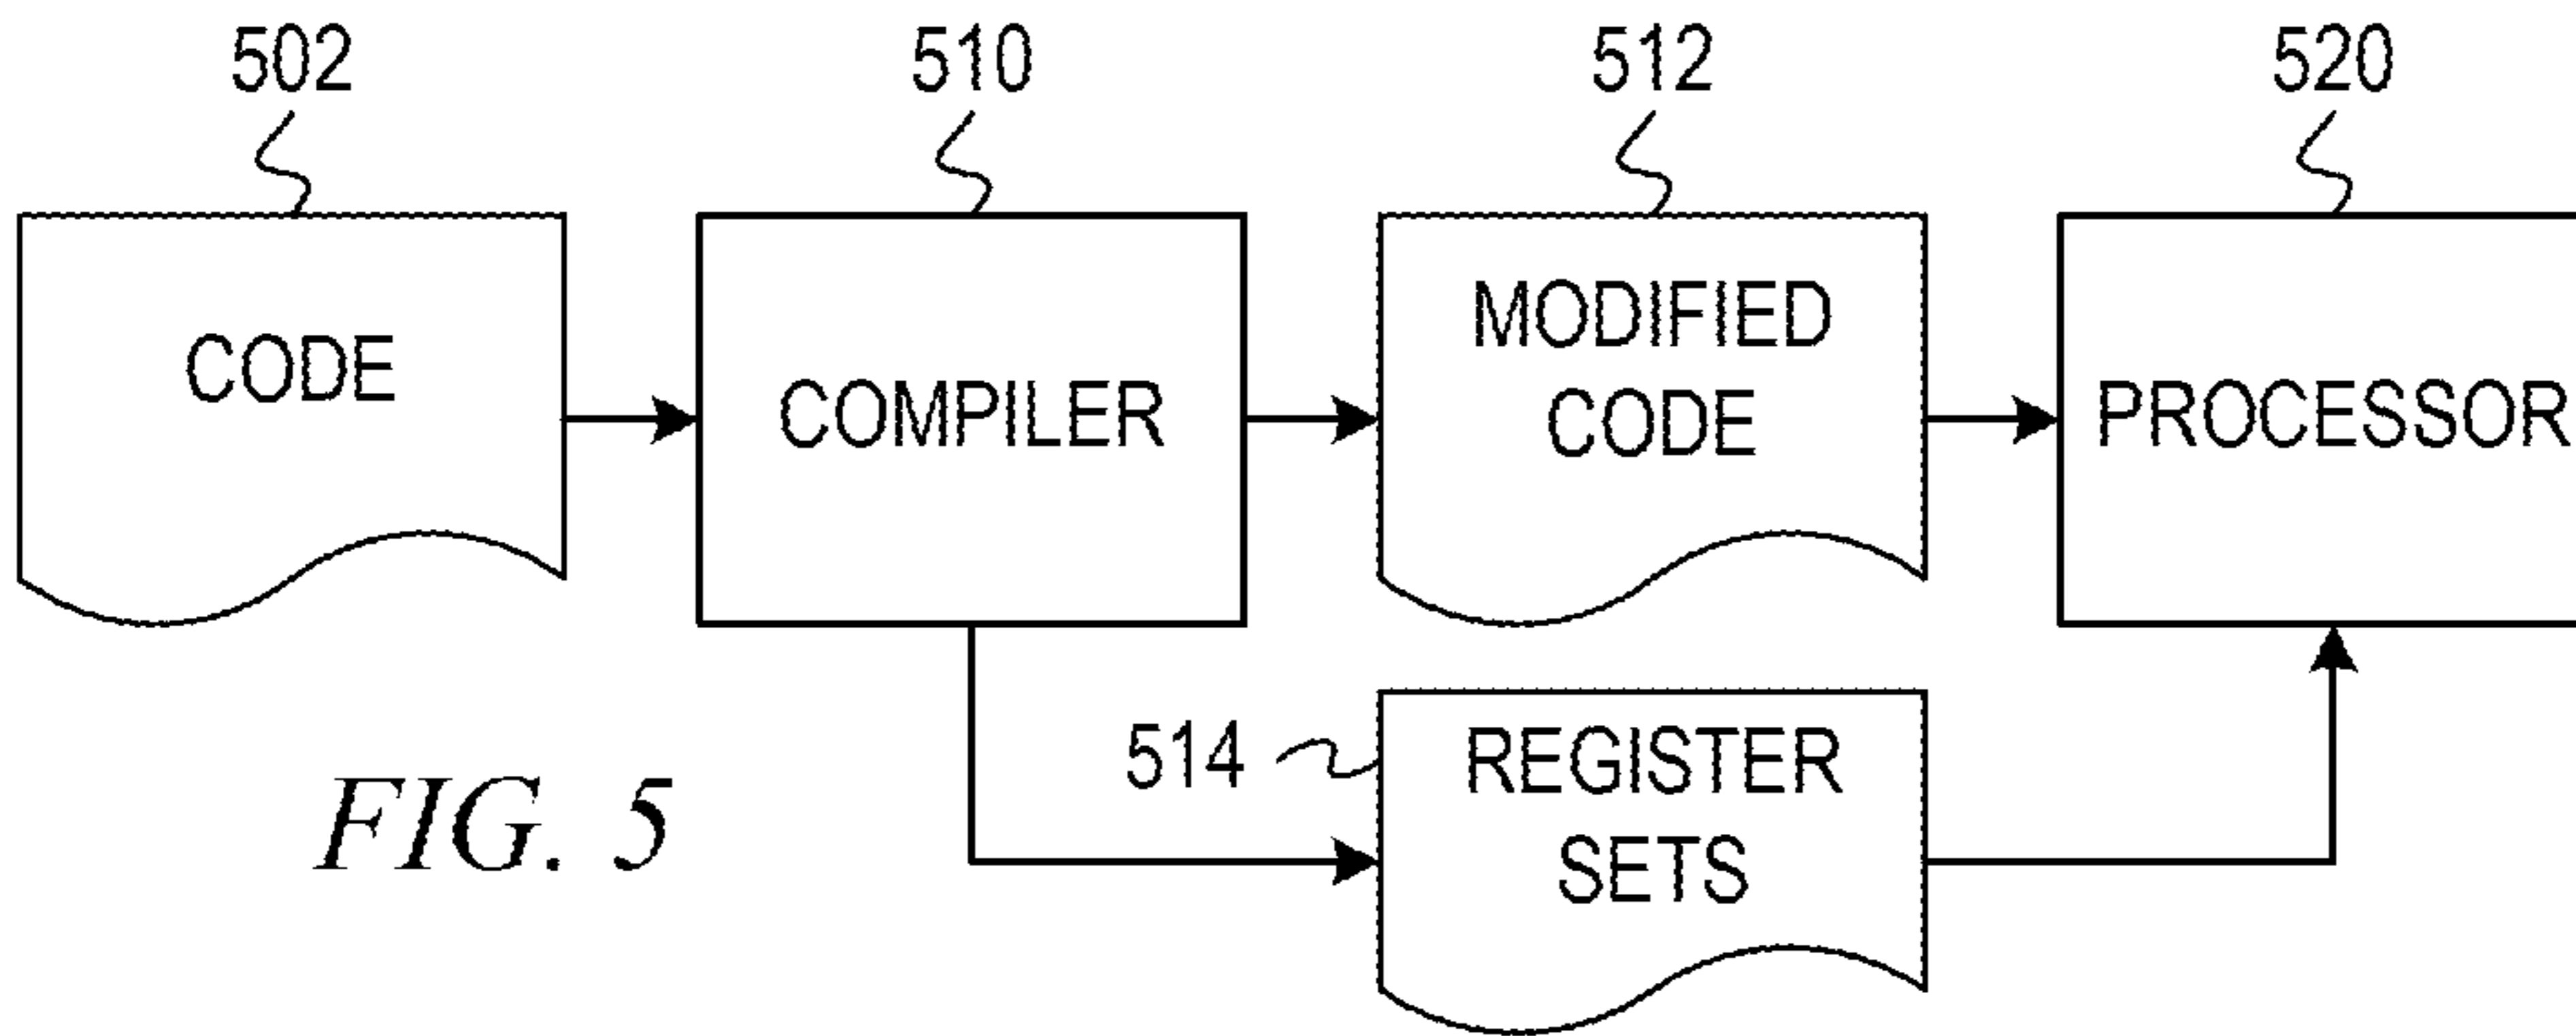 502
510
512
520
CODE
COMPILER
MODIFIED
CODE
PROCESSOR
514
REGISTER
SETS
FIG. 5